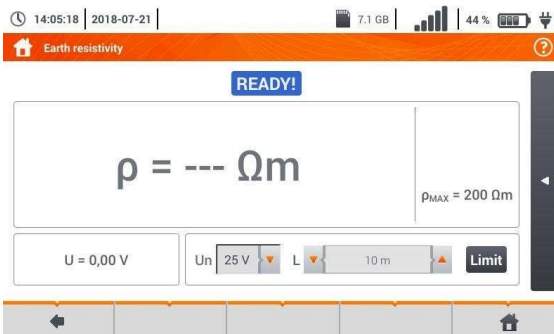 14:05:18 2018-07-21 7.1 GB 44 %
Earth resistivity ?
READY!
ρ = --- Ωm
ρMAX = 200 Ωm
U = 0,00 V Un 25 V L 10 m Limit